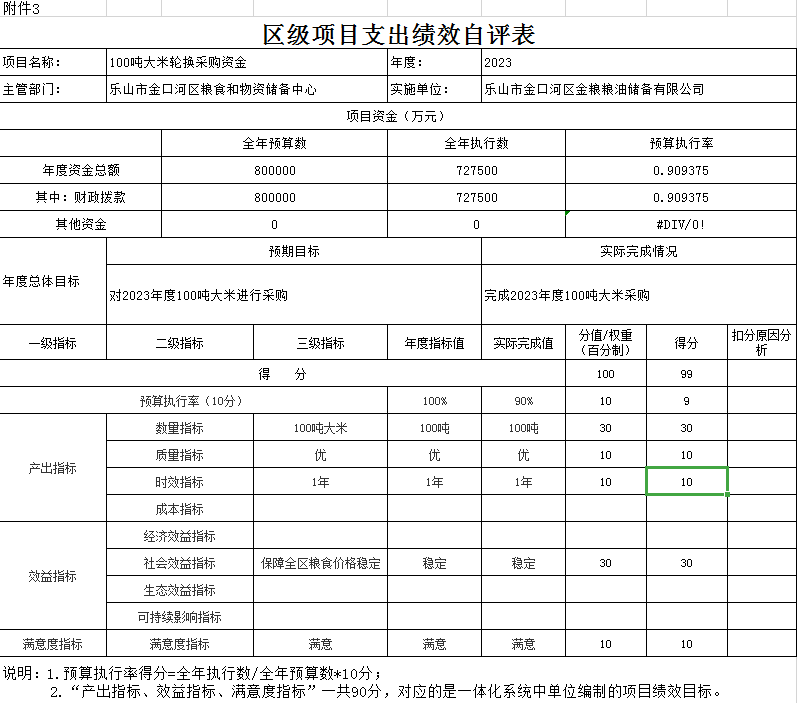 附件3
区级项目支出绩效自评表
项目名称： 100吨大米轮换采购资金 年度： 2023
主管部门： 乐山市金口河区粮食和物资储备中心 实施单位： 乐山市金口河区金粮粮油储备有限公司
项目资金（万元）
全年预算数 全年执行数 预算执行率
年度资金总额 800000 727500 0.909375
其中：财政拨款 800000 727500 0.909375
其他资金 0 0 #DIV/0!
年度总体目标 预期目标 实际完成情况
对2023年度100吨大米进行采购 完成2023年度100吨大米采购
一级指标 二级指标 三级指标 年度指标值 实际完成值 分值/权重（百分制） 得分 扣分原因分析
得 分 100 99
预算执行率（10分） 100% 90% 10 9
产出指标 数量指标 100吨大米 100吨 100吨 30 30
质量指标 优 优 优 10 10
时效指标 1年 1年 1年 10 10
成本指标
效益指标 经济效益指标
社会效益指标 保障全区粮食价格稳定 稳定 稳定 30 30
生态效益指标
可持续影响指标
满意度指标 满意度指标 满意 满意 满意 10 10
说明：1.预算执行率得分=全年执行数/全年预算数*10分；
2.“产出指标、效益指标、满意度指标”一共90分，对应的是一体化系统中单位编制的项目绩效目标。